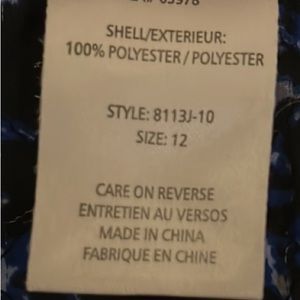 SHELL/EXTERIEUR:
100% POLYESTER / POLYESTER
STYLE: 8113J-10
SIZE: 12
CARE ON REVERSE
ENTRETIEN AU VERSOS
MADE IN CHINA
FABRIQUE EN CHINE